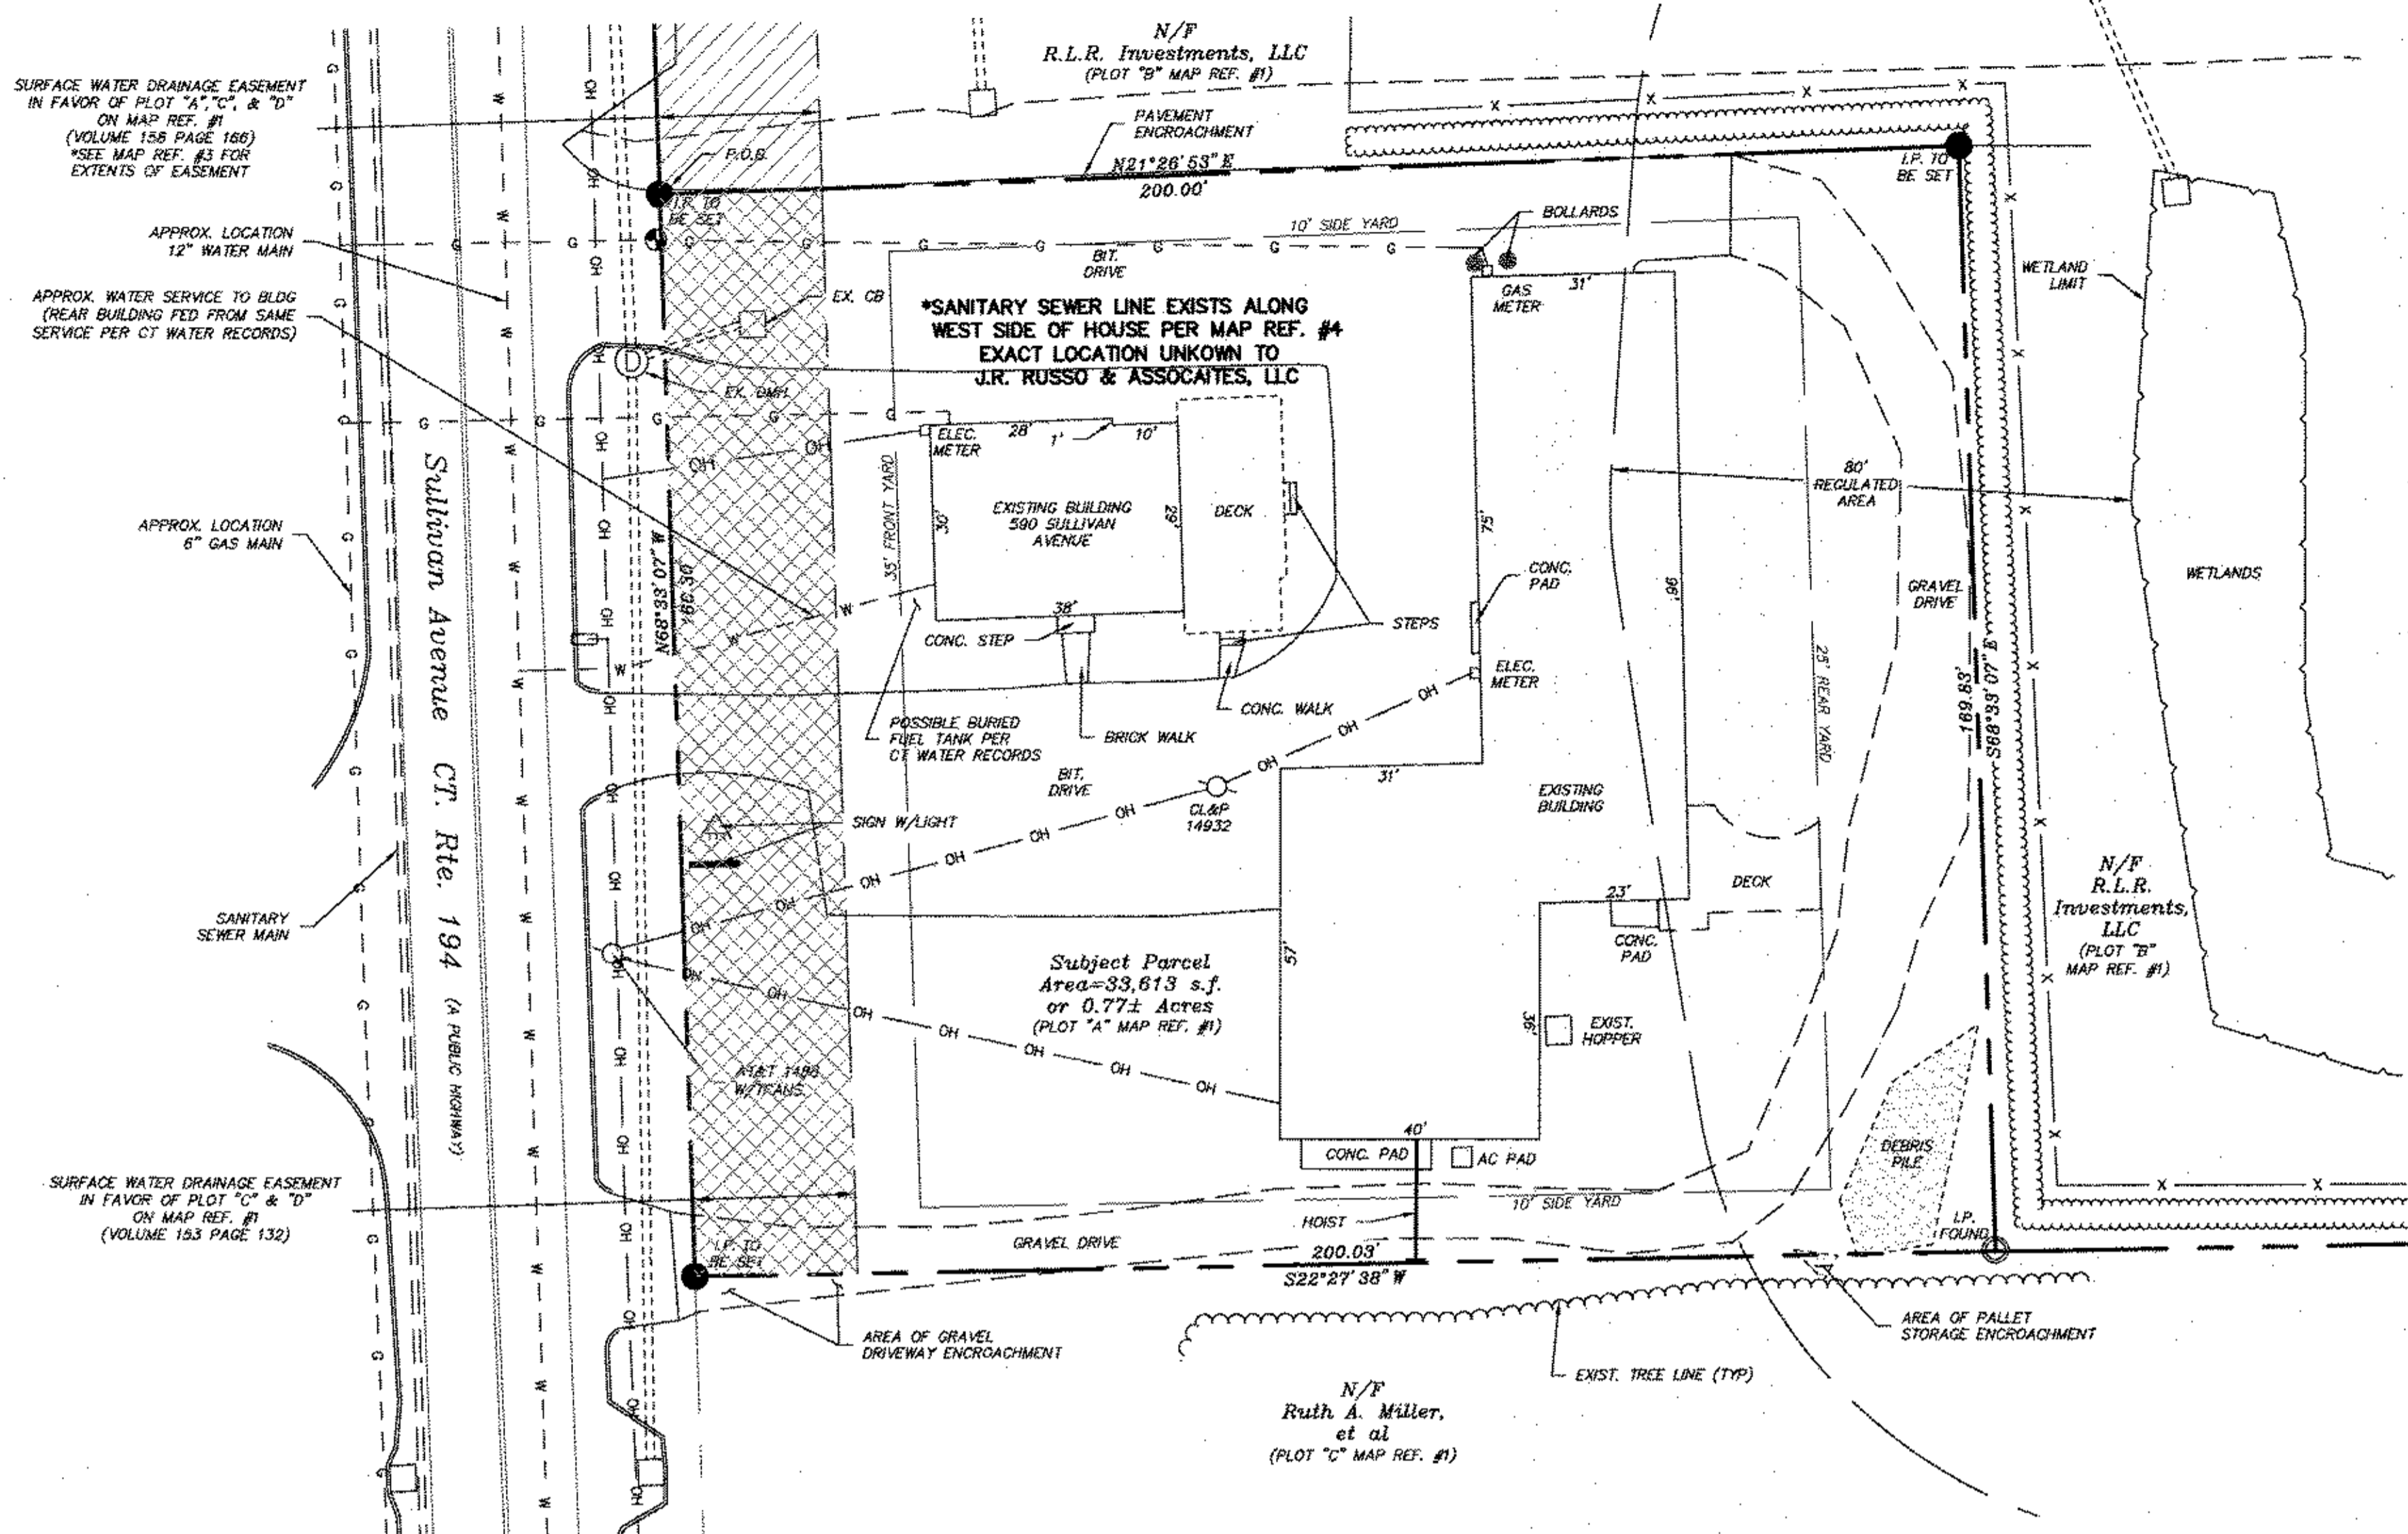 SURFACE WATER DRAINAGE EASEMENT
IN FAVOR OF PLOT "A","C", & "D"
ON MAP REF. #1
(VOLUME 156 PAGE 166)
*SEE MAP REF. #3 FOR
EXTENTS OF EASEMENT
APPROX. LOCATION
12" WATER MAIN
APPROX. WATER SERVICE TO BLDG
(REAR BUILDING FED FROM SAME
SERVICE PER CT WATER RECORDS)
APPROX. LOCATION
6" GAS MAIN
SANITARY
SEWER MAIN
SURFACE WATER DRAINAGE EASEMENT
IN FAVOR OF PLOT "C" & "D"
ON MAP REF. #1
(VOLUME 153 PAGE 132)
Sullivan Avenue CT. Rte. 194 (A PUBLIC HIGHWAY)
N/F
R.L.R. Investments, LLC
(PLOT "B" MAP REF. #1)
PAVEMENT
ENCROACHMENT
N21°26'53" E
200.00'
P.O.B.
I.P. TO
BE SET
I.P. TO
BE SET
10' SIDE YARD
BOLLARDS
BIT.
DRIVE
GAS
METER
31'
EX. CB
*SANITARY SEWER LINE EXISTS ALONG
WEST SIDE OF HOUSE PER MAP REF. #4
EXACT LOCATION UNKOWN TO
J.R. RUSSO & ASSOCAITES, LLC
EX. DMH
D
WETLAND
LIMIT
ELEC.
METER
28'
1'
10'
35' FRONT YARD
30'
EXISTING BUILDING
590 SULLIVAN
AVENUE
29'
DECK
38'
75'
96'
80'
REGULATED
AREA
WETLANDS
N68°33'07" W
CONC.
PAD
GRAVEL
DRIVE
CONC. STEP
STEPS
ELEC.
METER
25' REAR YARD
169.83'
S68°33'07" E
CONC. WALK
BRICK WALK
POSSIBLE BURIED
FUEL TANK PER
CT WATER RECORDS
BIT.
DRIVE
31'
EXISTING
BUILDING
CL&P
14932
SIGN W/LIGHT
DECK
23'
CONC.
PAD
57'
N/F
R.L.R.
Investments,
LLC
(PLOT "B"
MAP REF. #1)
Subject Parcel
Area=33,613 s.f.
or 0.77± Acres
(PLOT "A" MAP REF. #1)
36'
EXIST.
HOPPER
W/TRANS.
40'
CONC. PAD
AC PAD
DEBRIS
PILE
10' SIDE YARD
HOIST
I.P.
FOUND
I.P. TO
BE SET
GRAVEL DRIVE
200.03'
S22°27'38" W
AREA OF GRAVEL
DRIVEWAY ENCROACHMENT
AREA OF PALLET
STORAGE ENCROACHMENT
EXIST. TREE LINE (TYP)
N/F
Ruth A. Miller,
et al
(PLOT "C" MAP REF. #1)